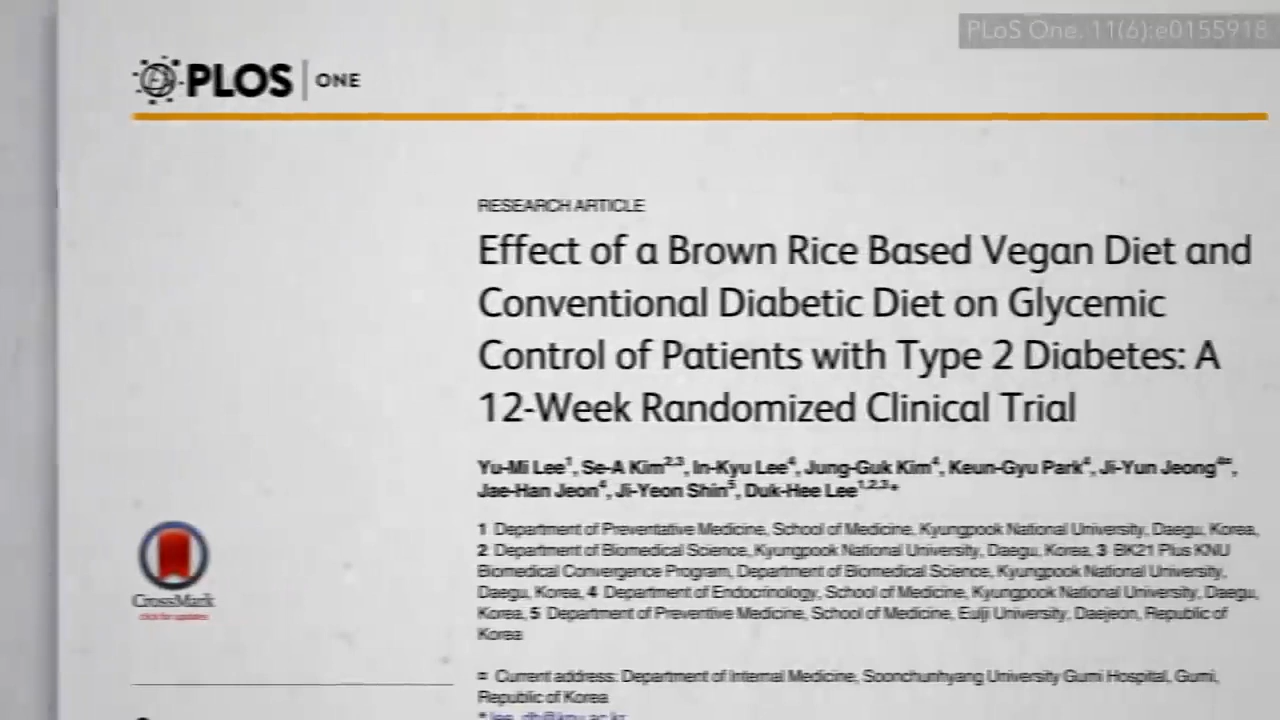 PLoS One. 11(6):e0155918
PLOS ONE
RESEARCH ARTICLE
Effect of a Brown Rice Based Vegan Diet and
Conventional Diabetic Diet on Glycemic
Control of Patients with Type 2 Diabetes: A
12-Week Randomized Clinical Trial
Yu-Mi Lee1, Se-A Kim2,3, In-Kyu Lee4, Jung-Guk Kim4, Keun-Gyu Park4, Ji-Yun Jeong4¤,
Jae-Han Jeon4, Ji-Yeon Shin5, Duk-Hee Lee1,2,3*
1 Department of Preventative Medicine, School of Medicine, Kyungpook National University, Daegu, Korea,
2 Department of Biomedical Science, Kyungpook National University, Daegu, Korea, 3 BK21 Plus KNU
Biomedical Convergence Program, Department of Biomedical Science, Kyungpook National University,
Daegu, Korea, 4 Department of Endocrinology, School of Medicine, Kyungpook National University, Daegu,
Korea, 5 Department of Preventive Medicine, School of Medicine, Eulji University, Daejeon, Republic of
Korea
CrossMark
click for updates
¤ Current address: Department of Internal Medicine, Soonchunhyang University Gumi Hospital, Gumi,
Republic of Korea
* lee_dh@knu.ac.kr